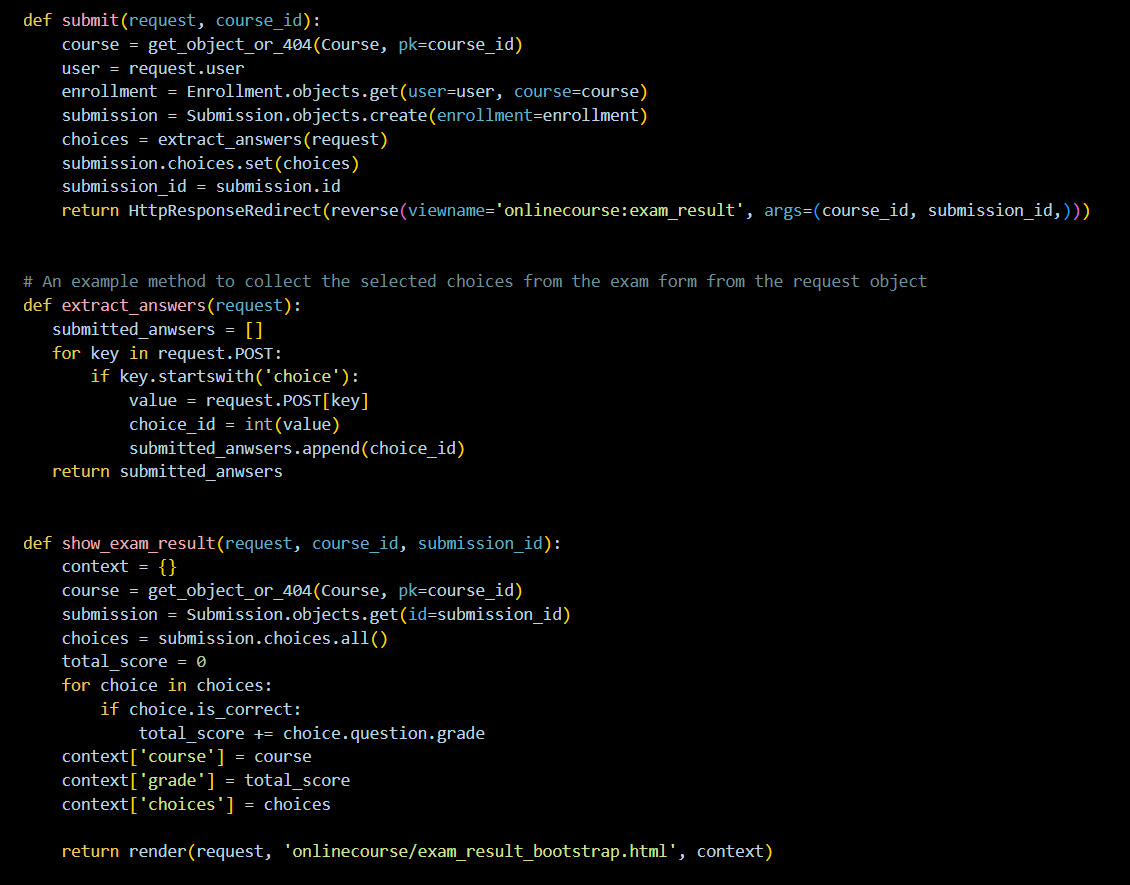 def submit(request, course_id):
    course = get_object_or_404(Course, pk=course_id)
    user = request.user
    enrollment = Enrollment.objects.get(user=user, course=course)
    submission = Submission.objects.create(enrollment=enrollment)
    choices = extract_answers(request)
    submission.choices.set(choices)
    submission_id = submission.id
    return HttpResponseRedirect(reverse(viewname='onlinecourse:exam_result', args=(course_id, submission_id,)))
# An example method to collect the selected choices from the exam form from the request object
def extract_answers(request):
   submitted_anwsers = []
   for key in request.POST:
       if key.startswith('choice'):
           value = request.POST[key]
           choice_id = int(value)
           submitted_anwsers.append(choice_id)
   return submitted_anwsers
def show_exam_result(request, course_id, submission_id):
    context = {}
    course = get_object_or_404(Course, pk=course_id)
    submission = Submission.objects.get(id=submission_id)
    choices = submission.choices.all()
    total_score = 0
    for choice in choices:
        if choice.is_correct:
            total_score += choice.question.grade
    context['course'] = course
    context['grade'] = total_score
    context['choices'] = choices
    return render(request, 'onlinecourse/exam_result_bootstrap.html', context)